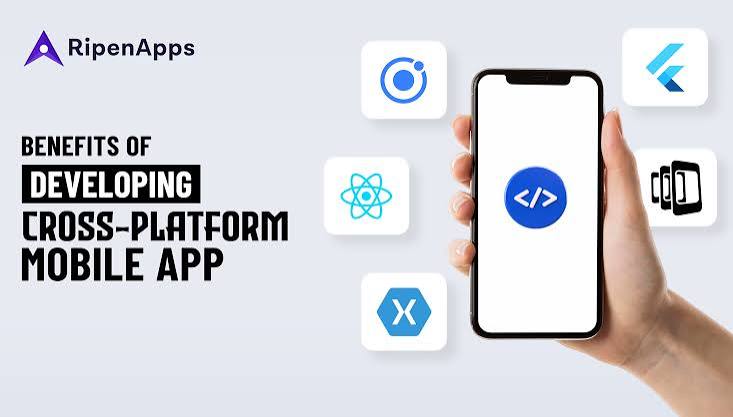 RipenApps
BENEFITS OF
DEVELOPING
CROSS-PLATFORM
MOBILE APP
</>
X